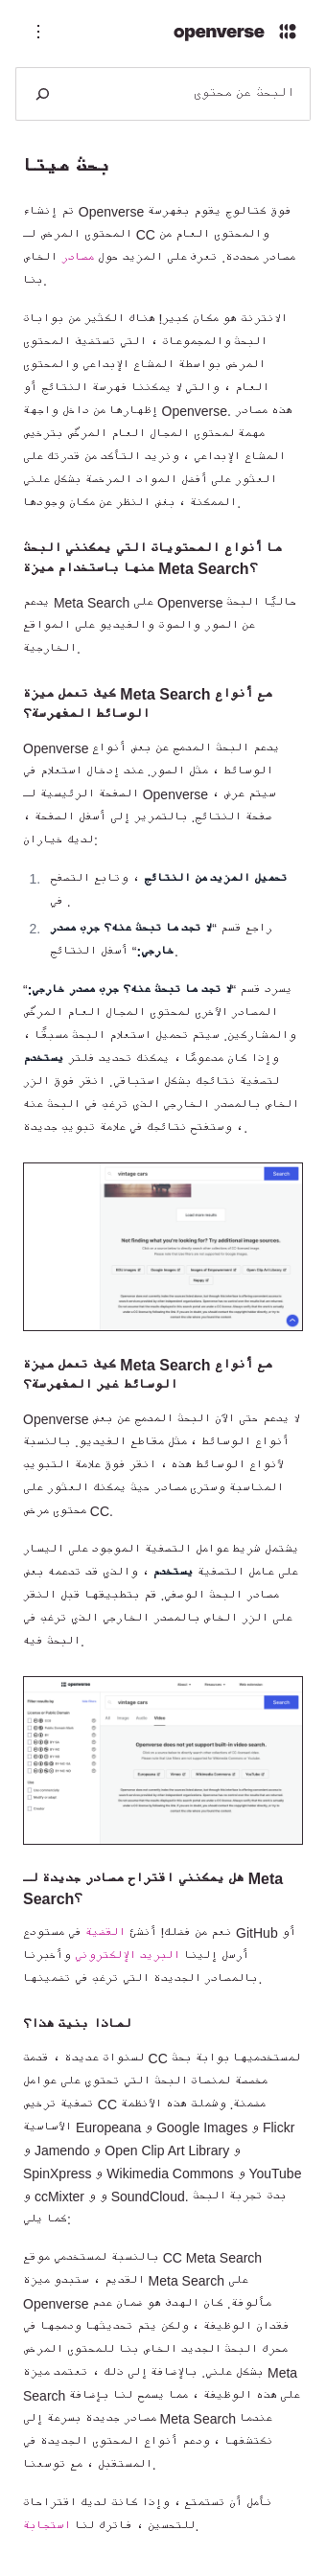 openverse
البحث عن محتوى
بحث ميتا
تم إنشاء Openverse فوق كتالوج يقوم بفهرسة
المحتوى المرخص لـ CC والمحتوى العام من
مصادر محددة. تعرف على المزيد حول مصادر الخاص
بنا.
الانترنت هو مكان كبير! هناك الكثير من بوابات
البحث والمجموعات ، التي تستضيف المحتوى
المرخص بواسطة المشاع الإبداعي والمحتوى
العام ، والتي لا يمكننا فهرسة النتائج أو
إظهارها من داخل واجهة Openverse. هذه مصادر
مهمة لمحتوى المجال العام المرخّص بترخيص
المشاع الإبداعي ، ونريد التأكد من قدرتك على
العثور على أفضل المواد المرخصة بشكل علني
الممكنة ، بغض النظر عن مكان وجودها.
ما أنواع المحتويات التي يمكنني البحث
عنها باستخدام ميزة Meta Search؟
يدعم Meta Search على Openverse حاليًا البحث
عن الصور والصوت والفيديو على المواقع
الخارجية.
كيف تعمل ميزة Meta Search مع أنواع
الوسائط المفهرسة؟
Openverse يدعم البحث المدمج عن بعض أنواع
الوسائط ، مثل الصور. عند إدخال استعلام في
الصفحة الرئيسية لـ Openverse ، سيتم عرض
صفحة النتائج. بالتمرير إلى أسفل الصفحة ،
لديك خياران:
1. تحميل المزيد من النتائج ، وتابع التصفح
في .
2. راجع قسم “لا تجد ما تبحث عنه؟ جرب مصدر
خارجي:“ أسفل النتائج.
يسرد قسم “لا تجد ما تبحث عنه؟ جرب مصدر خارجي:“
المصادر الأخرى لمحتوى المجال العام المرخّص
والمشاركين. سيتم تحميل استعلام البحث مسبقًا ،
وإذا كان مدعومًا ، يمكنك تحديد فلتر يستخدم
لتصفية نتائجك بشكل استباقي. انقر فوق الزر
الخاص بالمصدر الخارجي الذي ترغب في البحث عنه
، وستفتح نتائجك في علامة تبويب جديدة.
vintage cars
Search
Load more results
Not finding what you're looking for? Try additional image sources.
كيف تعمل ميزة Meta Search مع أنواع
الوسائط غير المفهرسة؟
Openverse لا يدعم حتى الآن البحث المدمج عن بعض
أنواع الوسائط ، مثل مقاطع الفيديو. بالنسبة
لأنواع الوسائط هذه ، انقر فوق علامة التبويب
المناسبة وسترى مصادر حيث يمكنك العثور على
محتوى مرخص CC.
يشتمل شريط عوامل التصفية الموجود على اليسار
على عامل التصفية يستخدم ، والذي قد تدعمه بعض
مصادر البحث الوصفي. قم بتطبيقها قبل النقر
على الزر الخاص بالمصدر الخارجي الذي ترغب في
البحث فيه.
openverse
vintage cars
Search
Openverse does not yet support built-in video search.
هل يمكنني اقتراح مصادر جديدة لـ Meta
Search؟
نعم من فضلك! أنشئ القضية في مستودع GitHub أو
أرسل إلينا البريد الإلكتروني وأخبرنا
بالمصادر الجديدة التي ترغب في تضمينها.
لماذا بنية هذا؟
لسنوات عديدة ، قدمت CC لمستخدميها بوابة بحث
مخصصة لمنصات البحث التي تحتوي على عوامل
تصفية ترخيص CC مضمنة. وشملت هذه الأنظمة
الأساسية Europeana و Google Images و Flickr
و Jamendo و Open Clip Art Library و
SpinXpress و Wikimedia Commons و YouTube
و ccMixter و و SoundCloud. بدت تجربة البحث
كما يلي:
بالنسبة لمستخدمي موقع CC Meta Search
القديم ، ستبدو ميزة Meta Search على
Openverse مألوفة. كان الهدف هو ضمان عدم
فقدان الوظيفة ، ولكن يتم تحديثها ودمجها في
محرك البحث الجديد الخاص بنا للمحتوى المرخص
بشكل علني. بالإضافة إلى ذلك ، تعتمد ميزة Meta
Search على هذه الوظيفة ، مما يسمح لنا بإضافة
مصادر جديدة بسرعة إلى Meta Search عندما
نكتشفها ، ودعم أنواع المحتوى الجديدة في
المستقبل ، مع توسعنا.
نأمل أن تستمتع ، وإذا كانت لديك اقتراحات
للتحسين ، فاترك لنا استجابة.